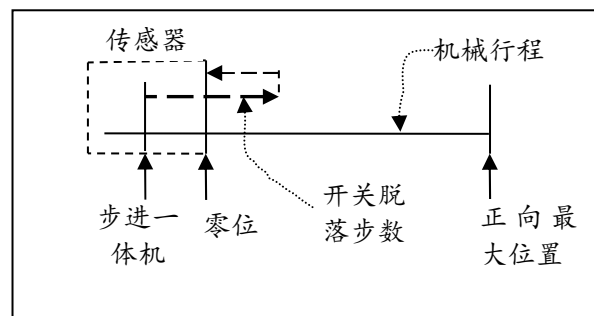 传感器
机械行程
步进一
体机
零位
开关脱
落步数
正向最
大位置